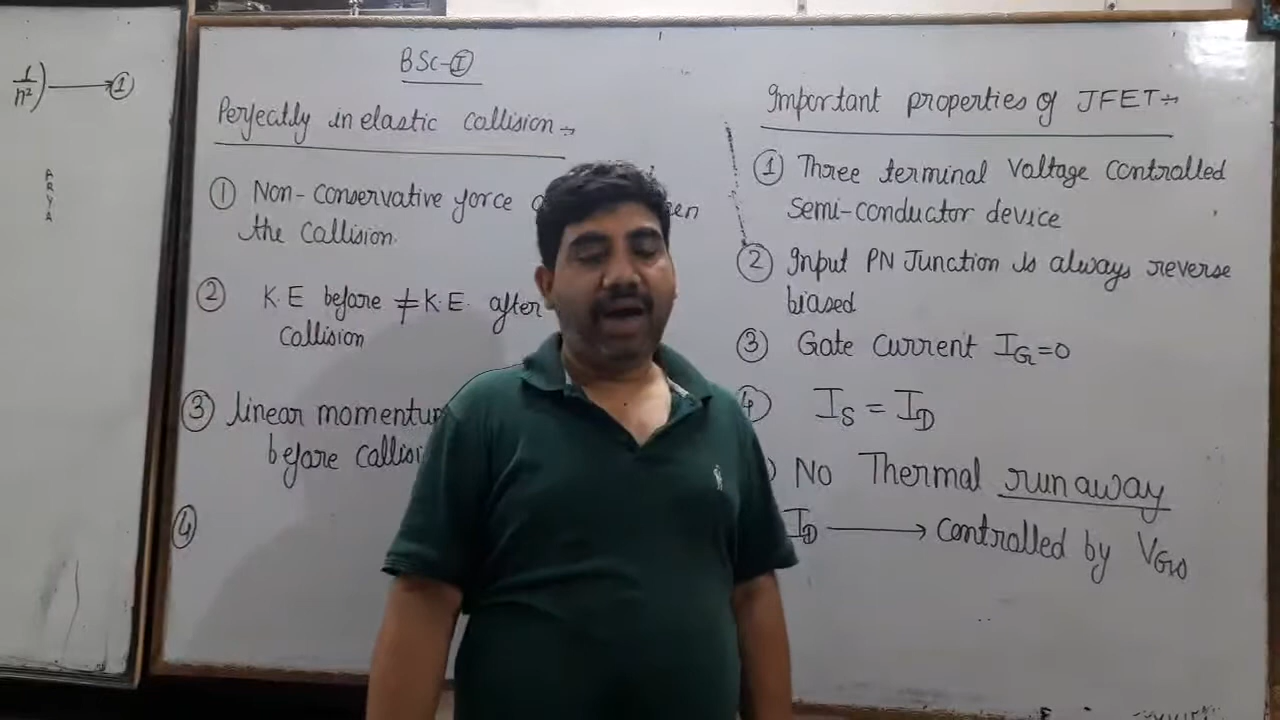 (1/n²) → ①
A
R
Y
A
BSc-Ⓘ
Perfectly inelastic collision→
① Non-conservative force
the collision.
② K.E before ≠ K.E. after
collision
③ linear momentum
before
④
Important properties of JFET→
① Three terminal Voltage controlled
Semi-conductor device
② Input PN Junction is always reverse
biased
③ Gate current I_G=0
④ I_S = I_D
No Thermal runaway
I_D → controlled by